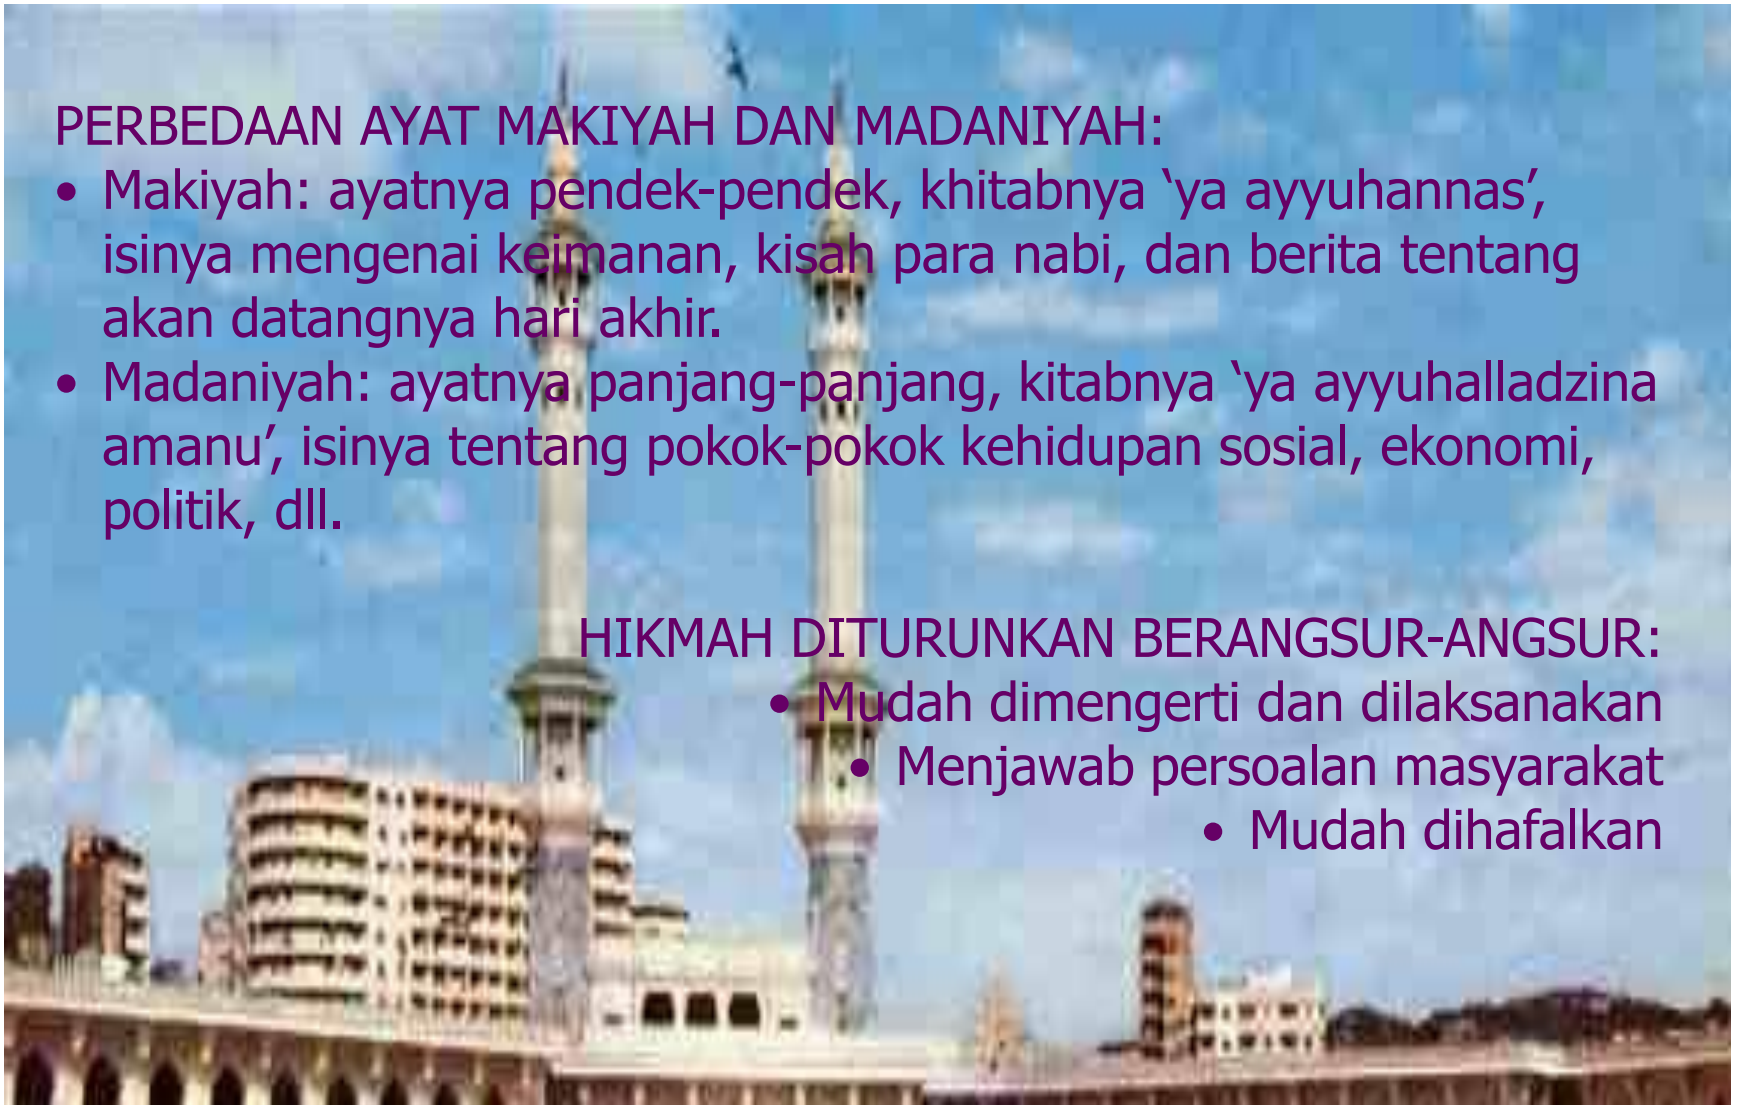 PERBEDAAN AYAT MAKIYAH DAN MADANIYAH:
• Makiyah: ayatnya pendek-pendek, khitabnya ‘ya ayyuhannas’,
isinya mengenai keimanan, kisah para nabi, dan berita tentang
akan datangnya hari akhir.
• Madaniyah: ayatnya panjang-panjang, kitabnya ‘ya ayyuhalladzina
amanu’, isinya tentang pokok-pokok kehidupan sosial, ekonomi,
politik, dll.
HIKMAH DITURUNKAN BERANGSUR-ANGSUR:
• Mudah dimengerti dan dilaksanakan
• Menjawab persoalan masyarakat
• Mudah dihafalkan